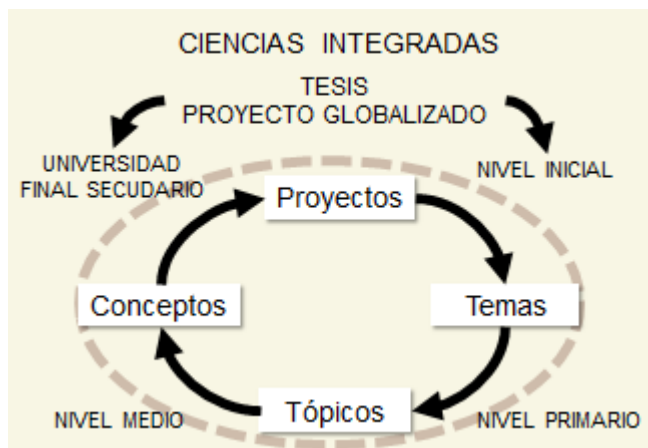 CIENCIAS INTEGRADAS
TESIS
PROYECTO GLOBALIZADO
UNIVERSIDAD
FINAL SECUDARIO
NIVEL INICIAL
Proyectos
Conceptos
Temas
Tópicos
NIVEL MEDIO
NIVEL PRIMARIO